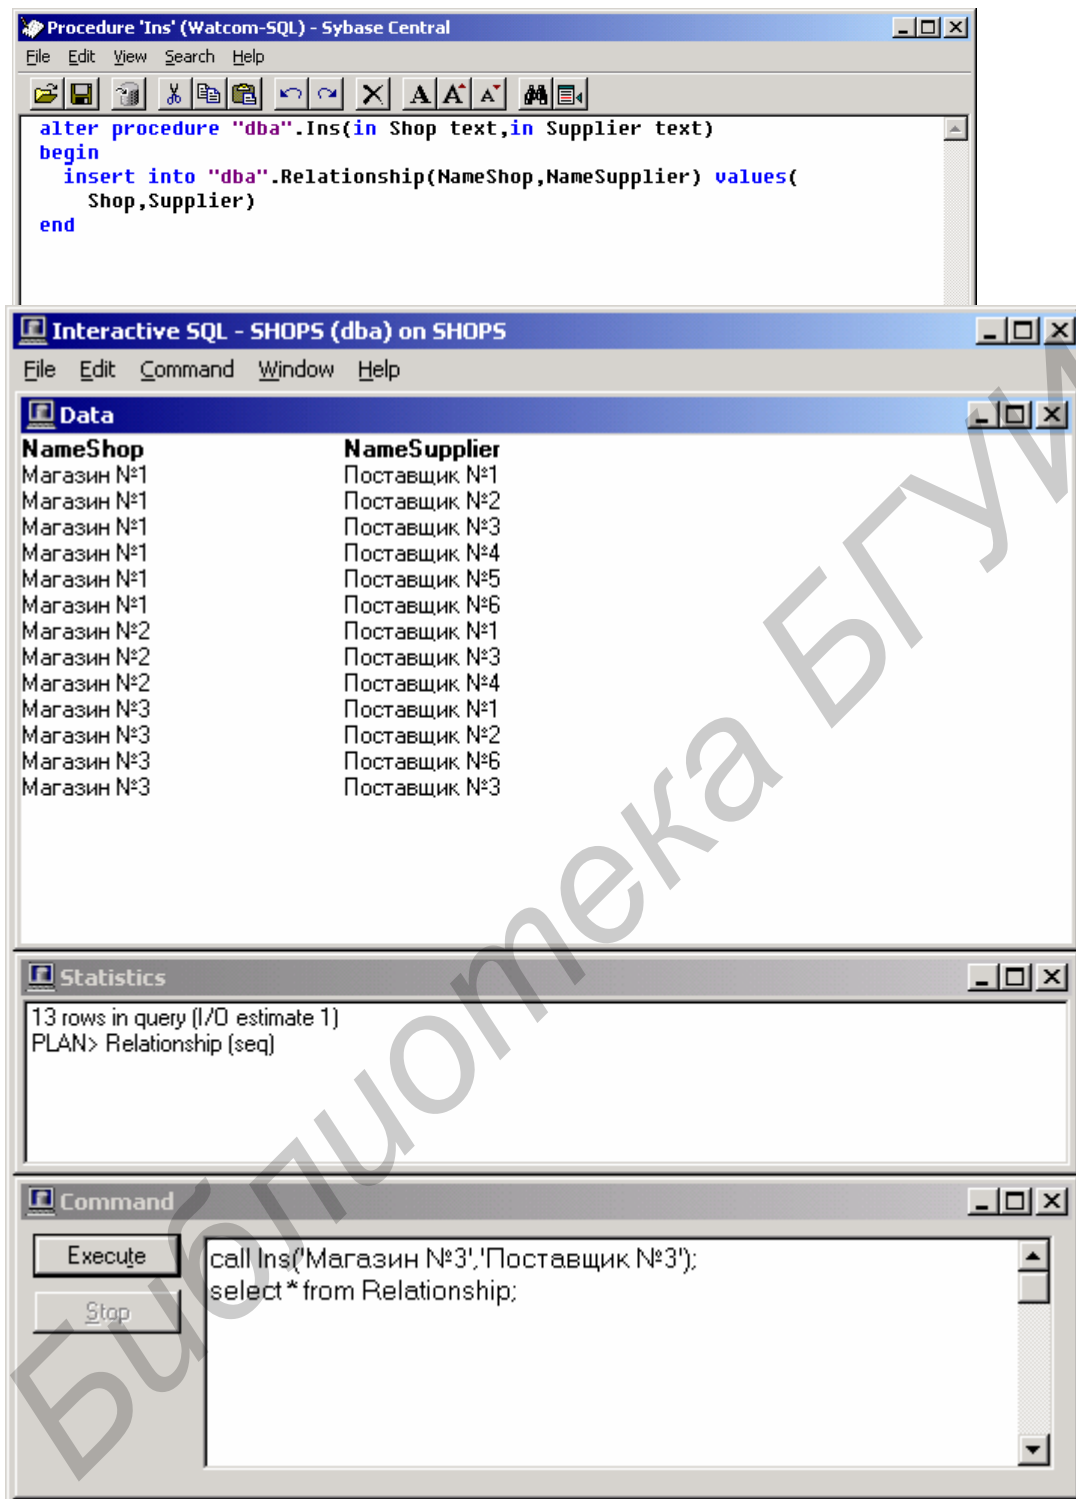 Procedure 'Ins' (Watcom-SQL) - Sybase Central
File Edit View Search Help
alter procedure "dba".Ins(in Shop text,in Supplier text)
begin
insert into "dba".Relationship(NameShop,NameSupplier) values(
Shop,Supplier)
end
Interactive SQL - SHOPS (dba) on SHOPS
File Edit Command Window Help
Data
NameShop NameSupplier
Магазин №1 Поставщик №1
Магазин №1 Поставщик №2
Магазин №1 Поставщик №3
Магазин №1 Поставщик №4
Магазин №1 Поставщик №5
Магазин №1 Поставщик №6
Магазин №2 Поставщик №1
Магазин №2 Поставщик №3
Магазин №2 Поставщик №4
Магазин №3 Поставщик №1
Магазин №3 Поставщик №2
Магазин №3 Поставщик №6
Магазин №3 Поставщик №3
Statistics
13 rows in query (I/O estimate 1)
PLAN> Relationship (seq)
Command
Execute
Stop
call Ins('Магазин №3','Поставщик №3');
select * from Relationship;
Библиотека